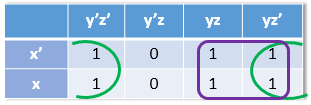 y’z’ y’z yz yz’
x’ 1 0 1 1
x 1 0 1 1